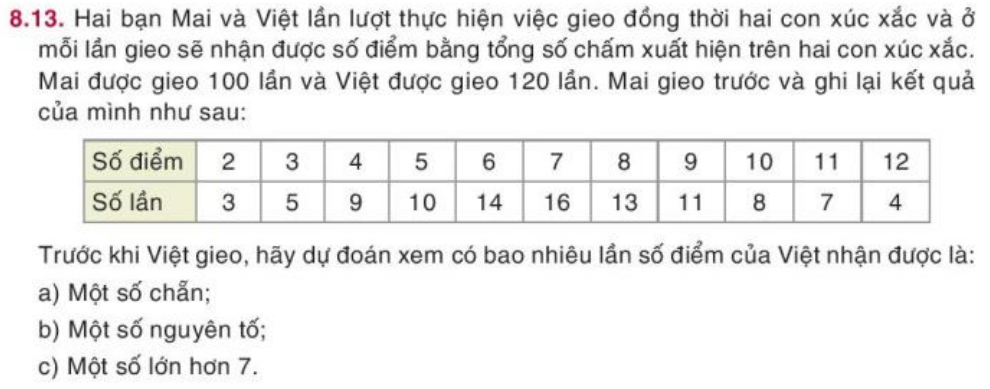 8.13. Hai bạn Mai và Việt lần lượt thực hiện việc gieo đồng thời hai con xúc xắc và ở
mỗi lần gieo sẽ nhận được số điểm bằng tổng số chấm xuất hiện trên hai con xúc xắc.
Mai được gieo 100 lần và Việt được gieo 120 lần. Mai gieo trước và ghi lại kết quả
của mình như sau:
Số điểm 2 3 4 5 6 7 8 9 10 11 12
Số lần 3 5 9 10 14 16 13 11 8 7 4
Trước khi Việt gieo, hãy dự đoán xem có bao nhiêu lần số điểm của Việt nhận được là:
a) Một số chẵn;
b) Một số nguyên tố;
c) Một số lớn hơn 7.